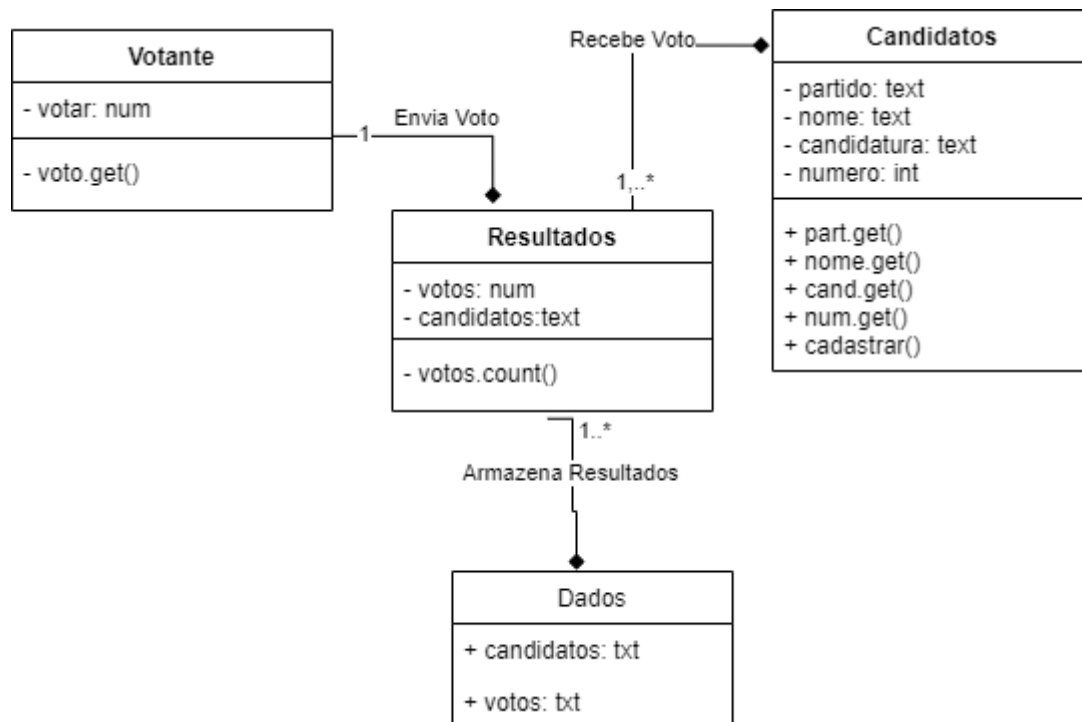 Votante
- votar: num
- voto.get()
1
Envia Voto
Recebe Voto
1,..*
Candidatos
- partido: text
- nome: text
- candidatura: text
- numero: int
+ part.get()
+ nome.get()
+ cand.get()
+ num.get()
+ cadastrar()
Resultados
- votos: num
- candidatos:text
- votos.count()
1..*
Armazena Resultados
Dados
+ candidatos: txt
+ votos: txt